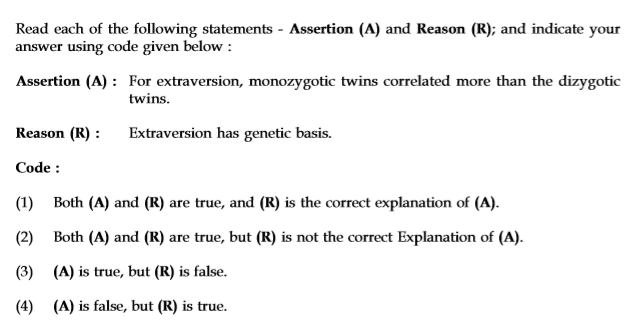 Read each of the following statements - Assertion (A) and Reason (R); and indicate your
answer using code given below :
Assertion (A) : For extraversion, monozygotic twins correlated more than the dizygotic
twins.
Reason (R) : Extraversion has genetic basis.
Code :
(1) Both (A) and (R) are true, and (R) is the correct explanation of (A).
(2) Both (A) and (R) are true, but (R) is not the correct Explanation of (A).
(3) (A) is true, but (R) is false.
(4) (A) is false, but (R) is true.